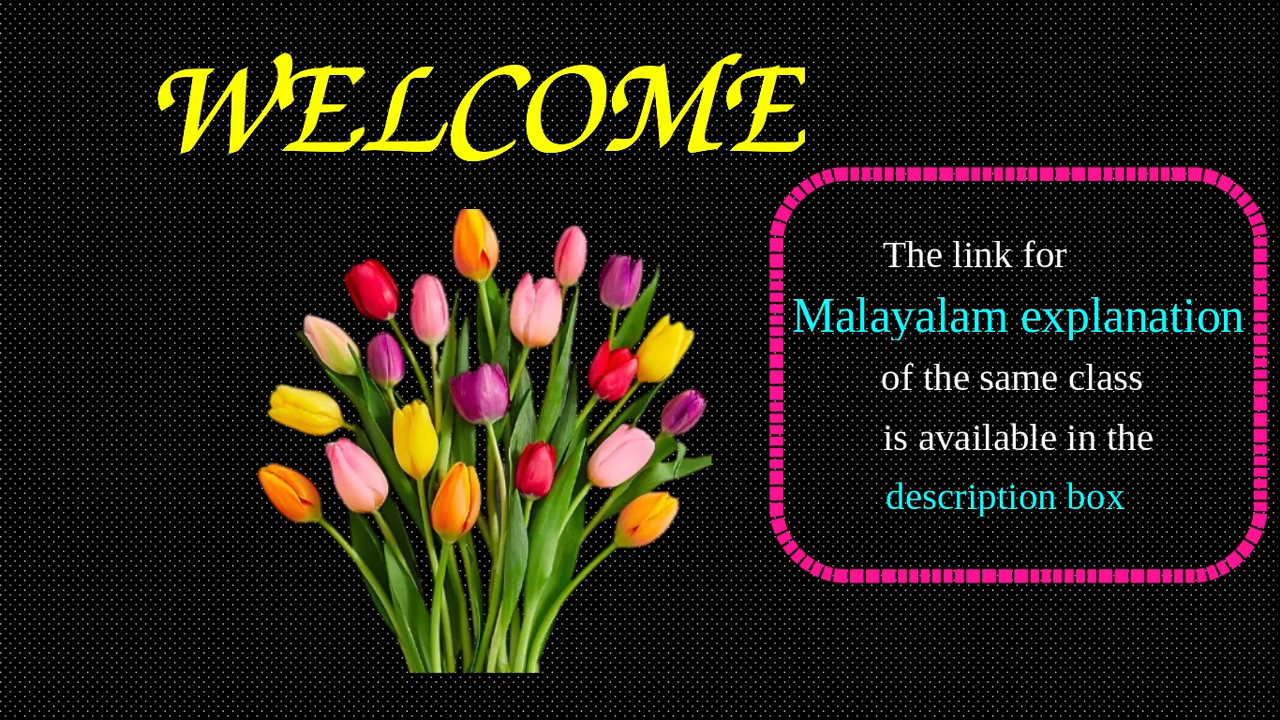 WELCOME
The link for
Malayalam explanation
of the same class
is available in the
description box